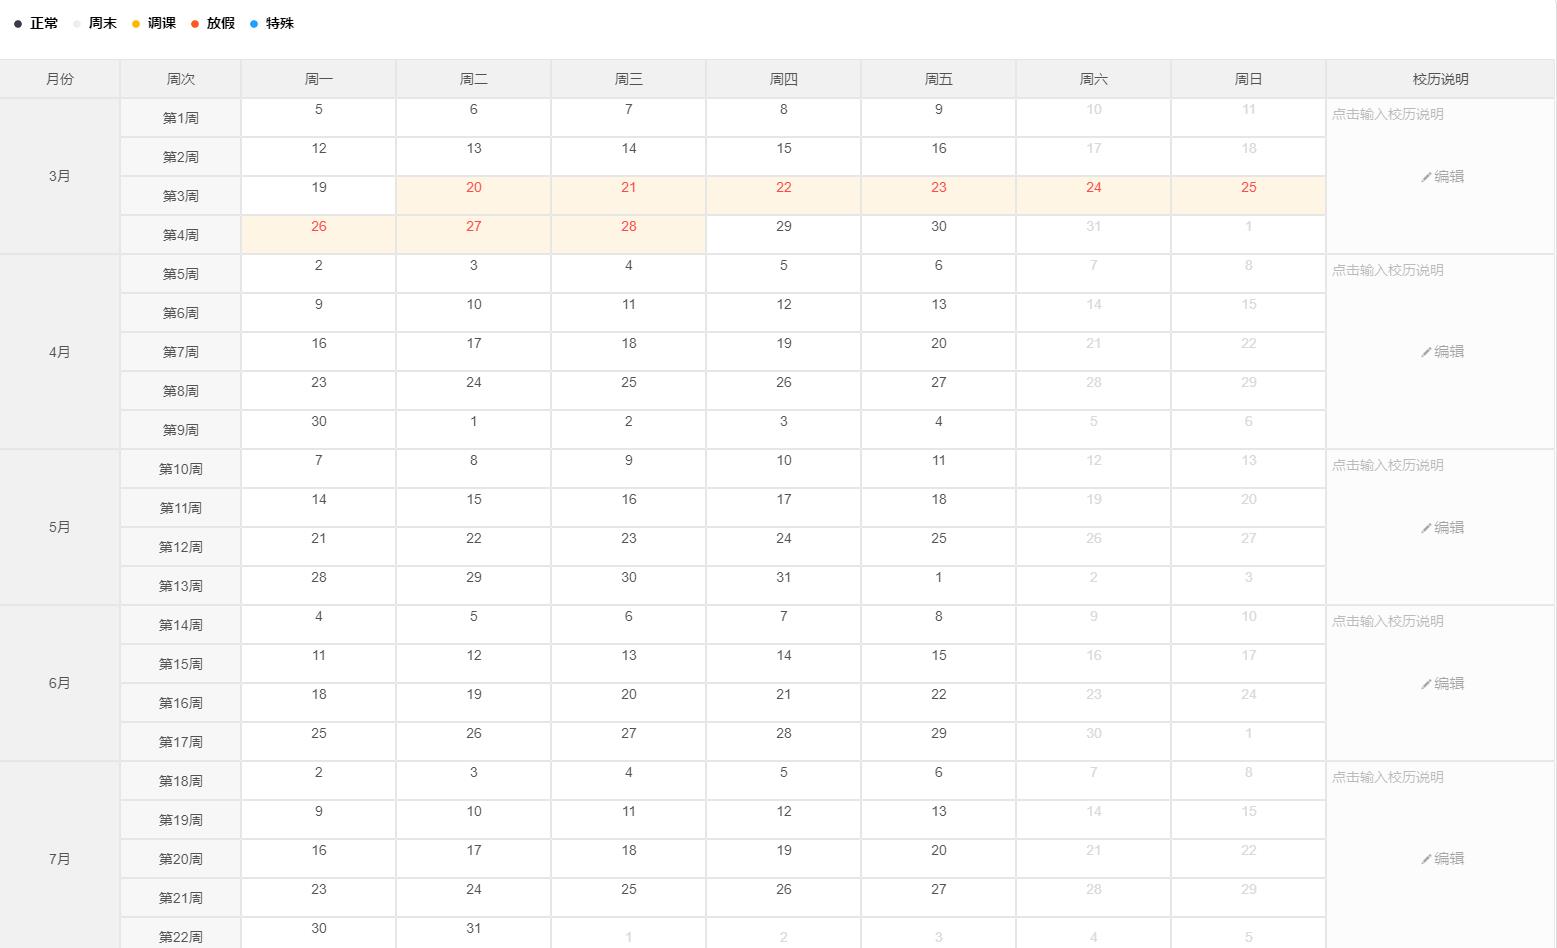 正常 周末 调课 放假 特殊
月份 周次 周一 周二 周三 周四 周五 周六 周日 校历说明
3月 第1周 5 6 7 8 9 10 11 点击输入校历说明
第2周 12 13 14 15 16 17 18 编辑
第3周 19 20 21 22 23 24 25
第4周 26 27 28 29 30 31 1
4月 第5周 2 3 4 5 6 7 8 点击输入校历说明
第6周 9 10 11 12 13 14 15
第7周 16 17 18 19 20 21 22 编辑
第8周 23 24 25 26 27 28 29
第9周 30 1 2 3 4 5 6
5月 第10周 7 8 9 10 11 12 13 点击输入校历说明
第11周 14 15 16 17 18 19 20 编辑
第12周 21 22 23 24 25 26 27
第13周 28 29 30 31 1 2 3
6月 第14周 4 5 6 7 8 9 10 点击输入校历说明
第15周 11 12 13 14 15 16 17 编辑
第16周 18 19 20 21 22 23 24
第17周 25 26 27 28 29 30 1
7月 第18周 2 3 4 5 6 7 8 点击输入校历说明
第19周 9 10 11 12 13 14 15
第20周 16 17 18 19 20 21 22 编辑
第21周 23 24 25 26 27 28 29
第22周 30 31 1 2 3 4 5